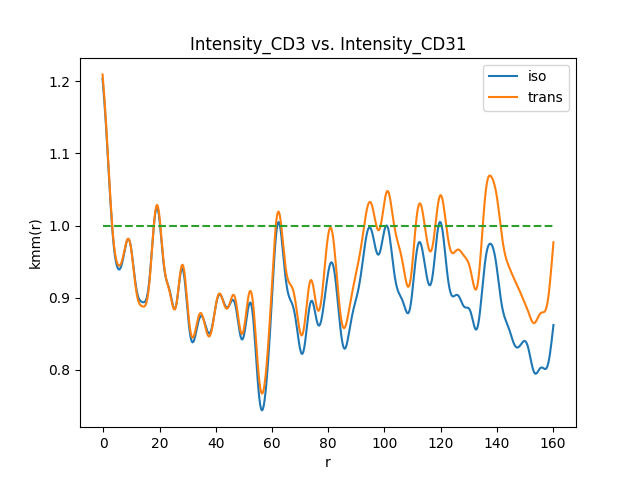 Intensity_CD3 vs. Intensity_CD31
iso
trans
1.2
1.1
1.0
0.9
0.8
kmm(r)
0 20 40 60 80 100 120 140 160
r